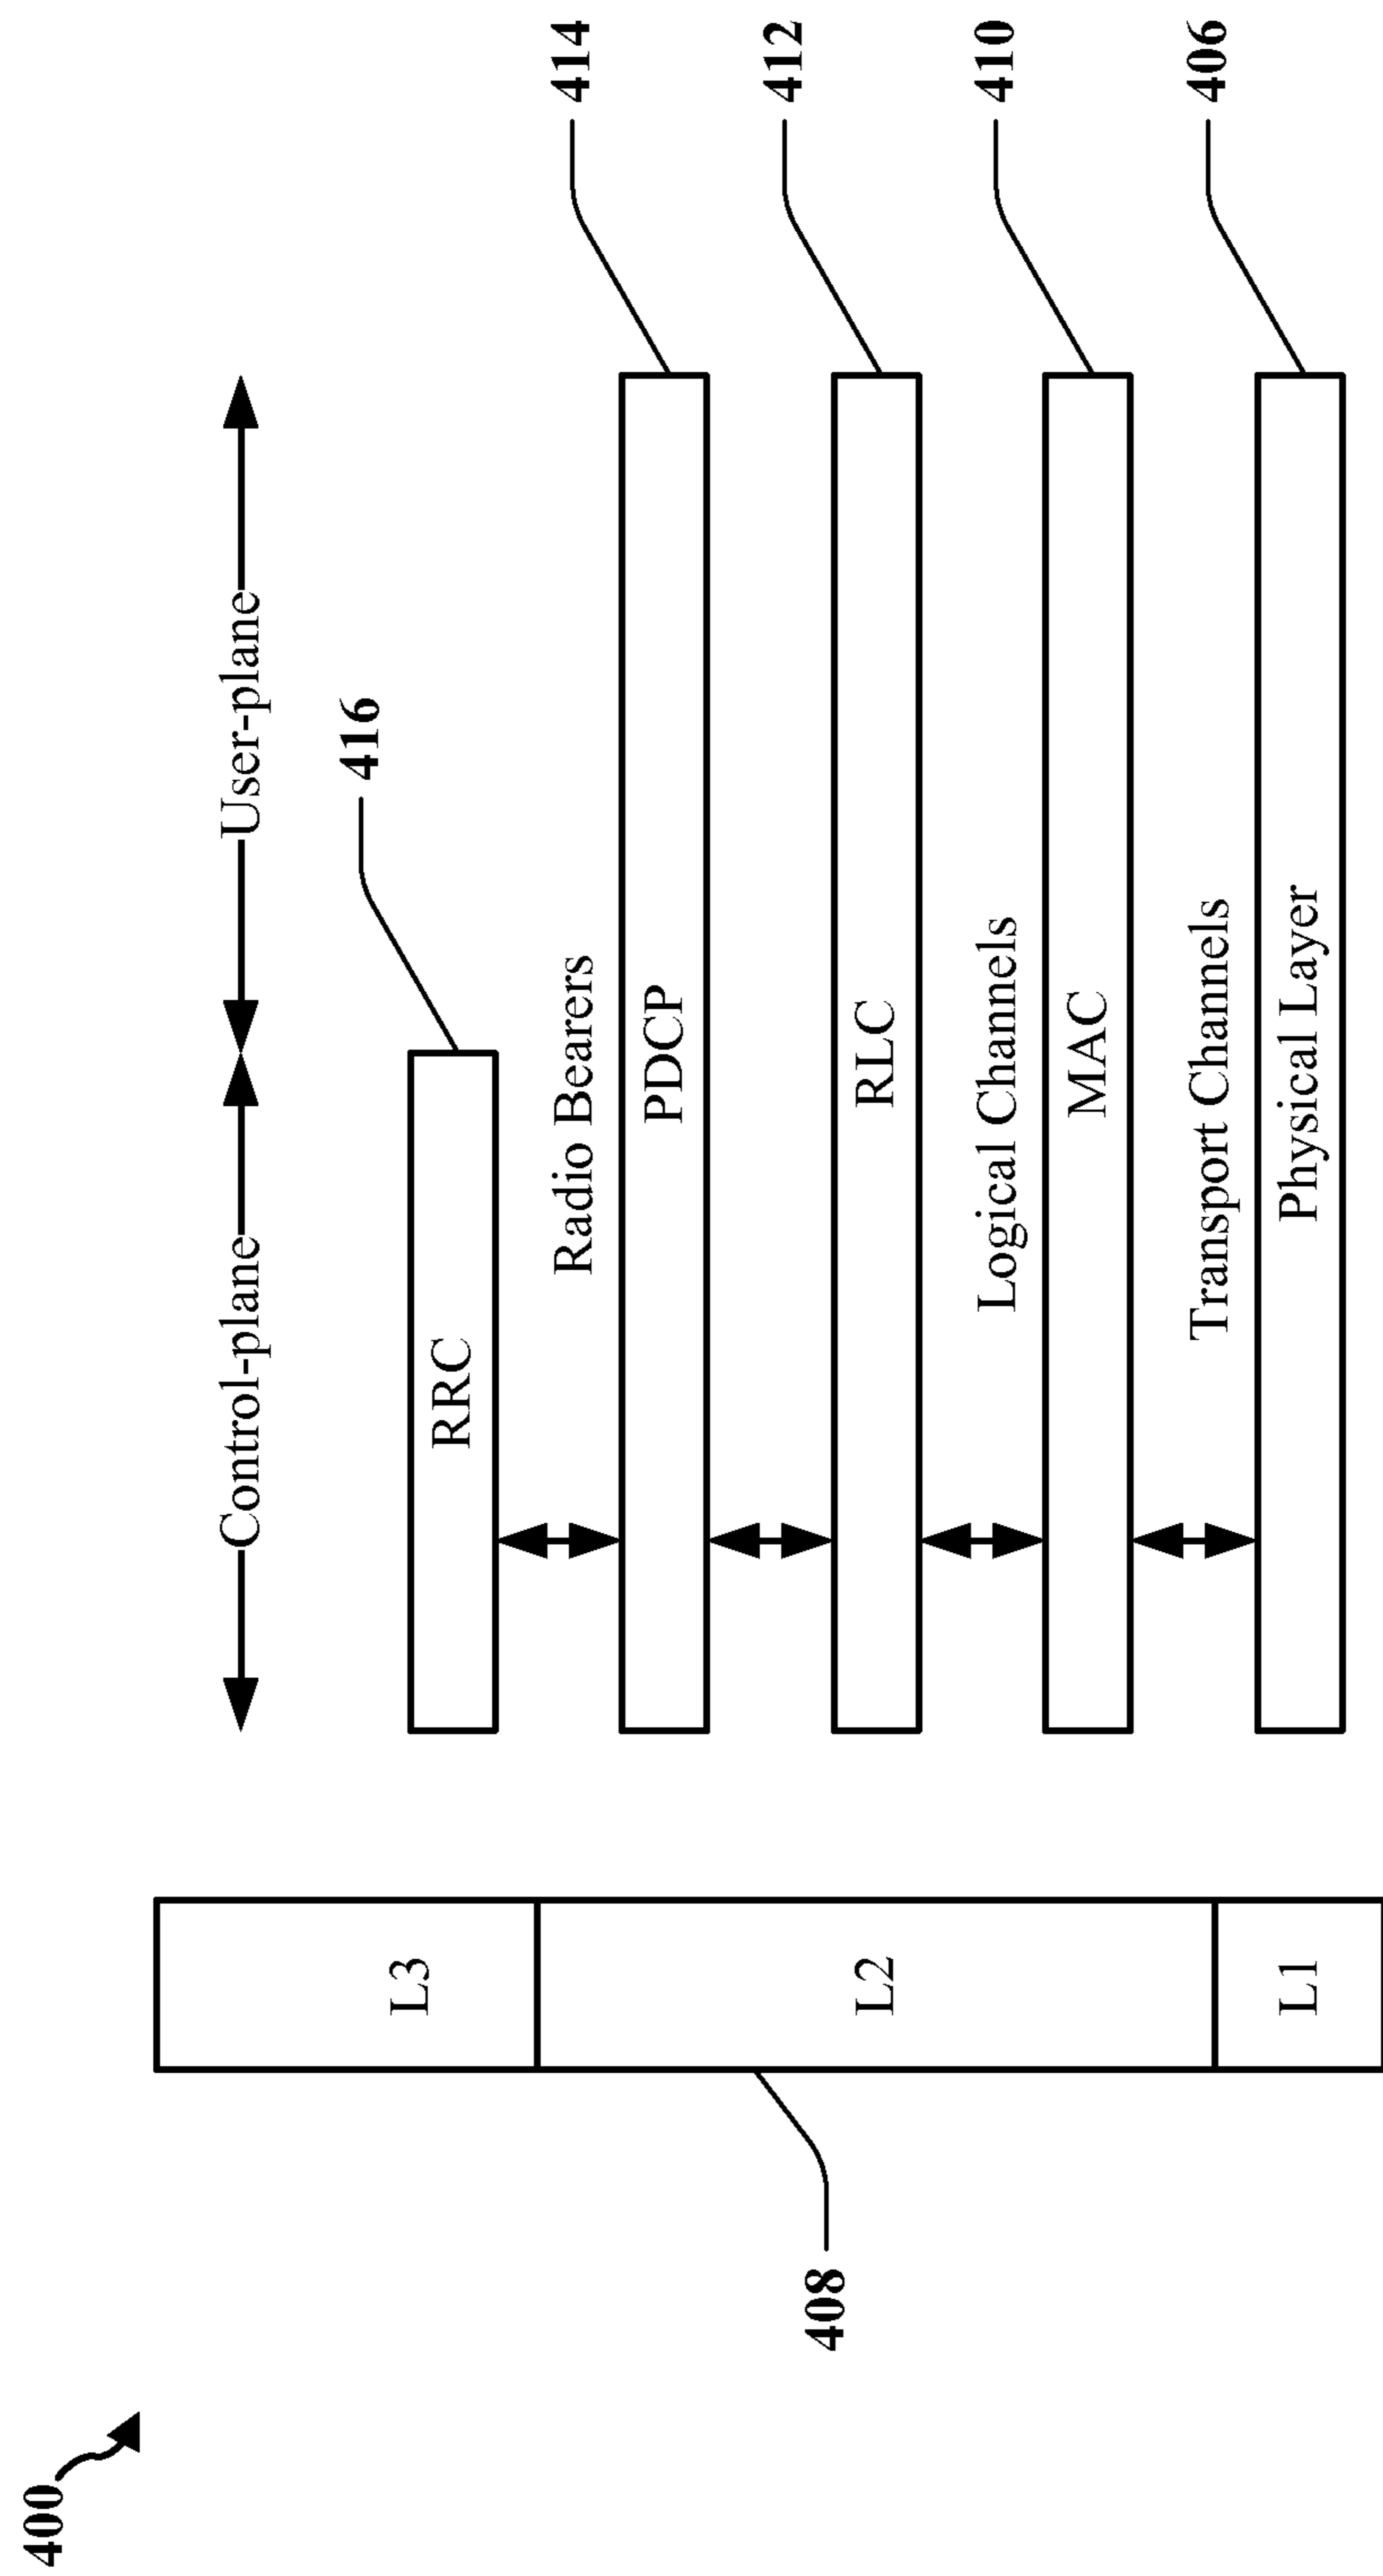 400
Control-plane
User-plane
416
L3
RRC
Radio Bearers
414
PDCP
408
412
L2
RLC
Logical Channels
410
MAC
Transport Channels
406
L1
Physical Layer